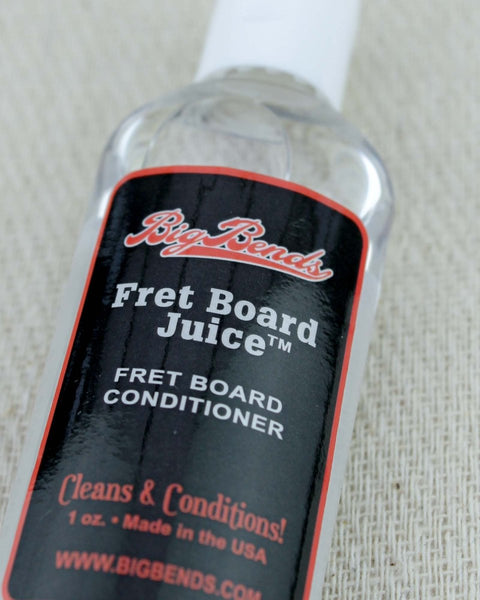 Big Bends
Fret Board
Juice™
FRET BOARD
CONDITIONER
Cleans & Conditions!
1 oz. • Made in the USA
WWW.BIGBENDS.COM